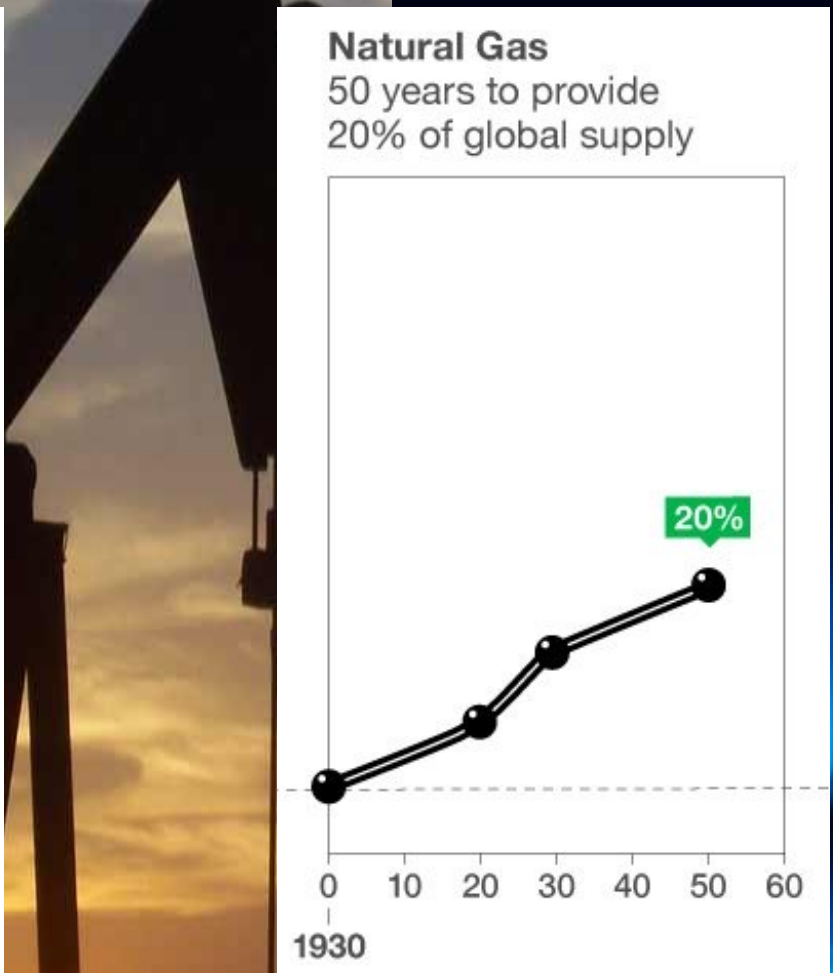 Natural Gas
50 years to provide
20% of global supply
20%
0 10 20 30 40 50 60
1930